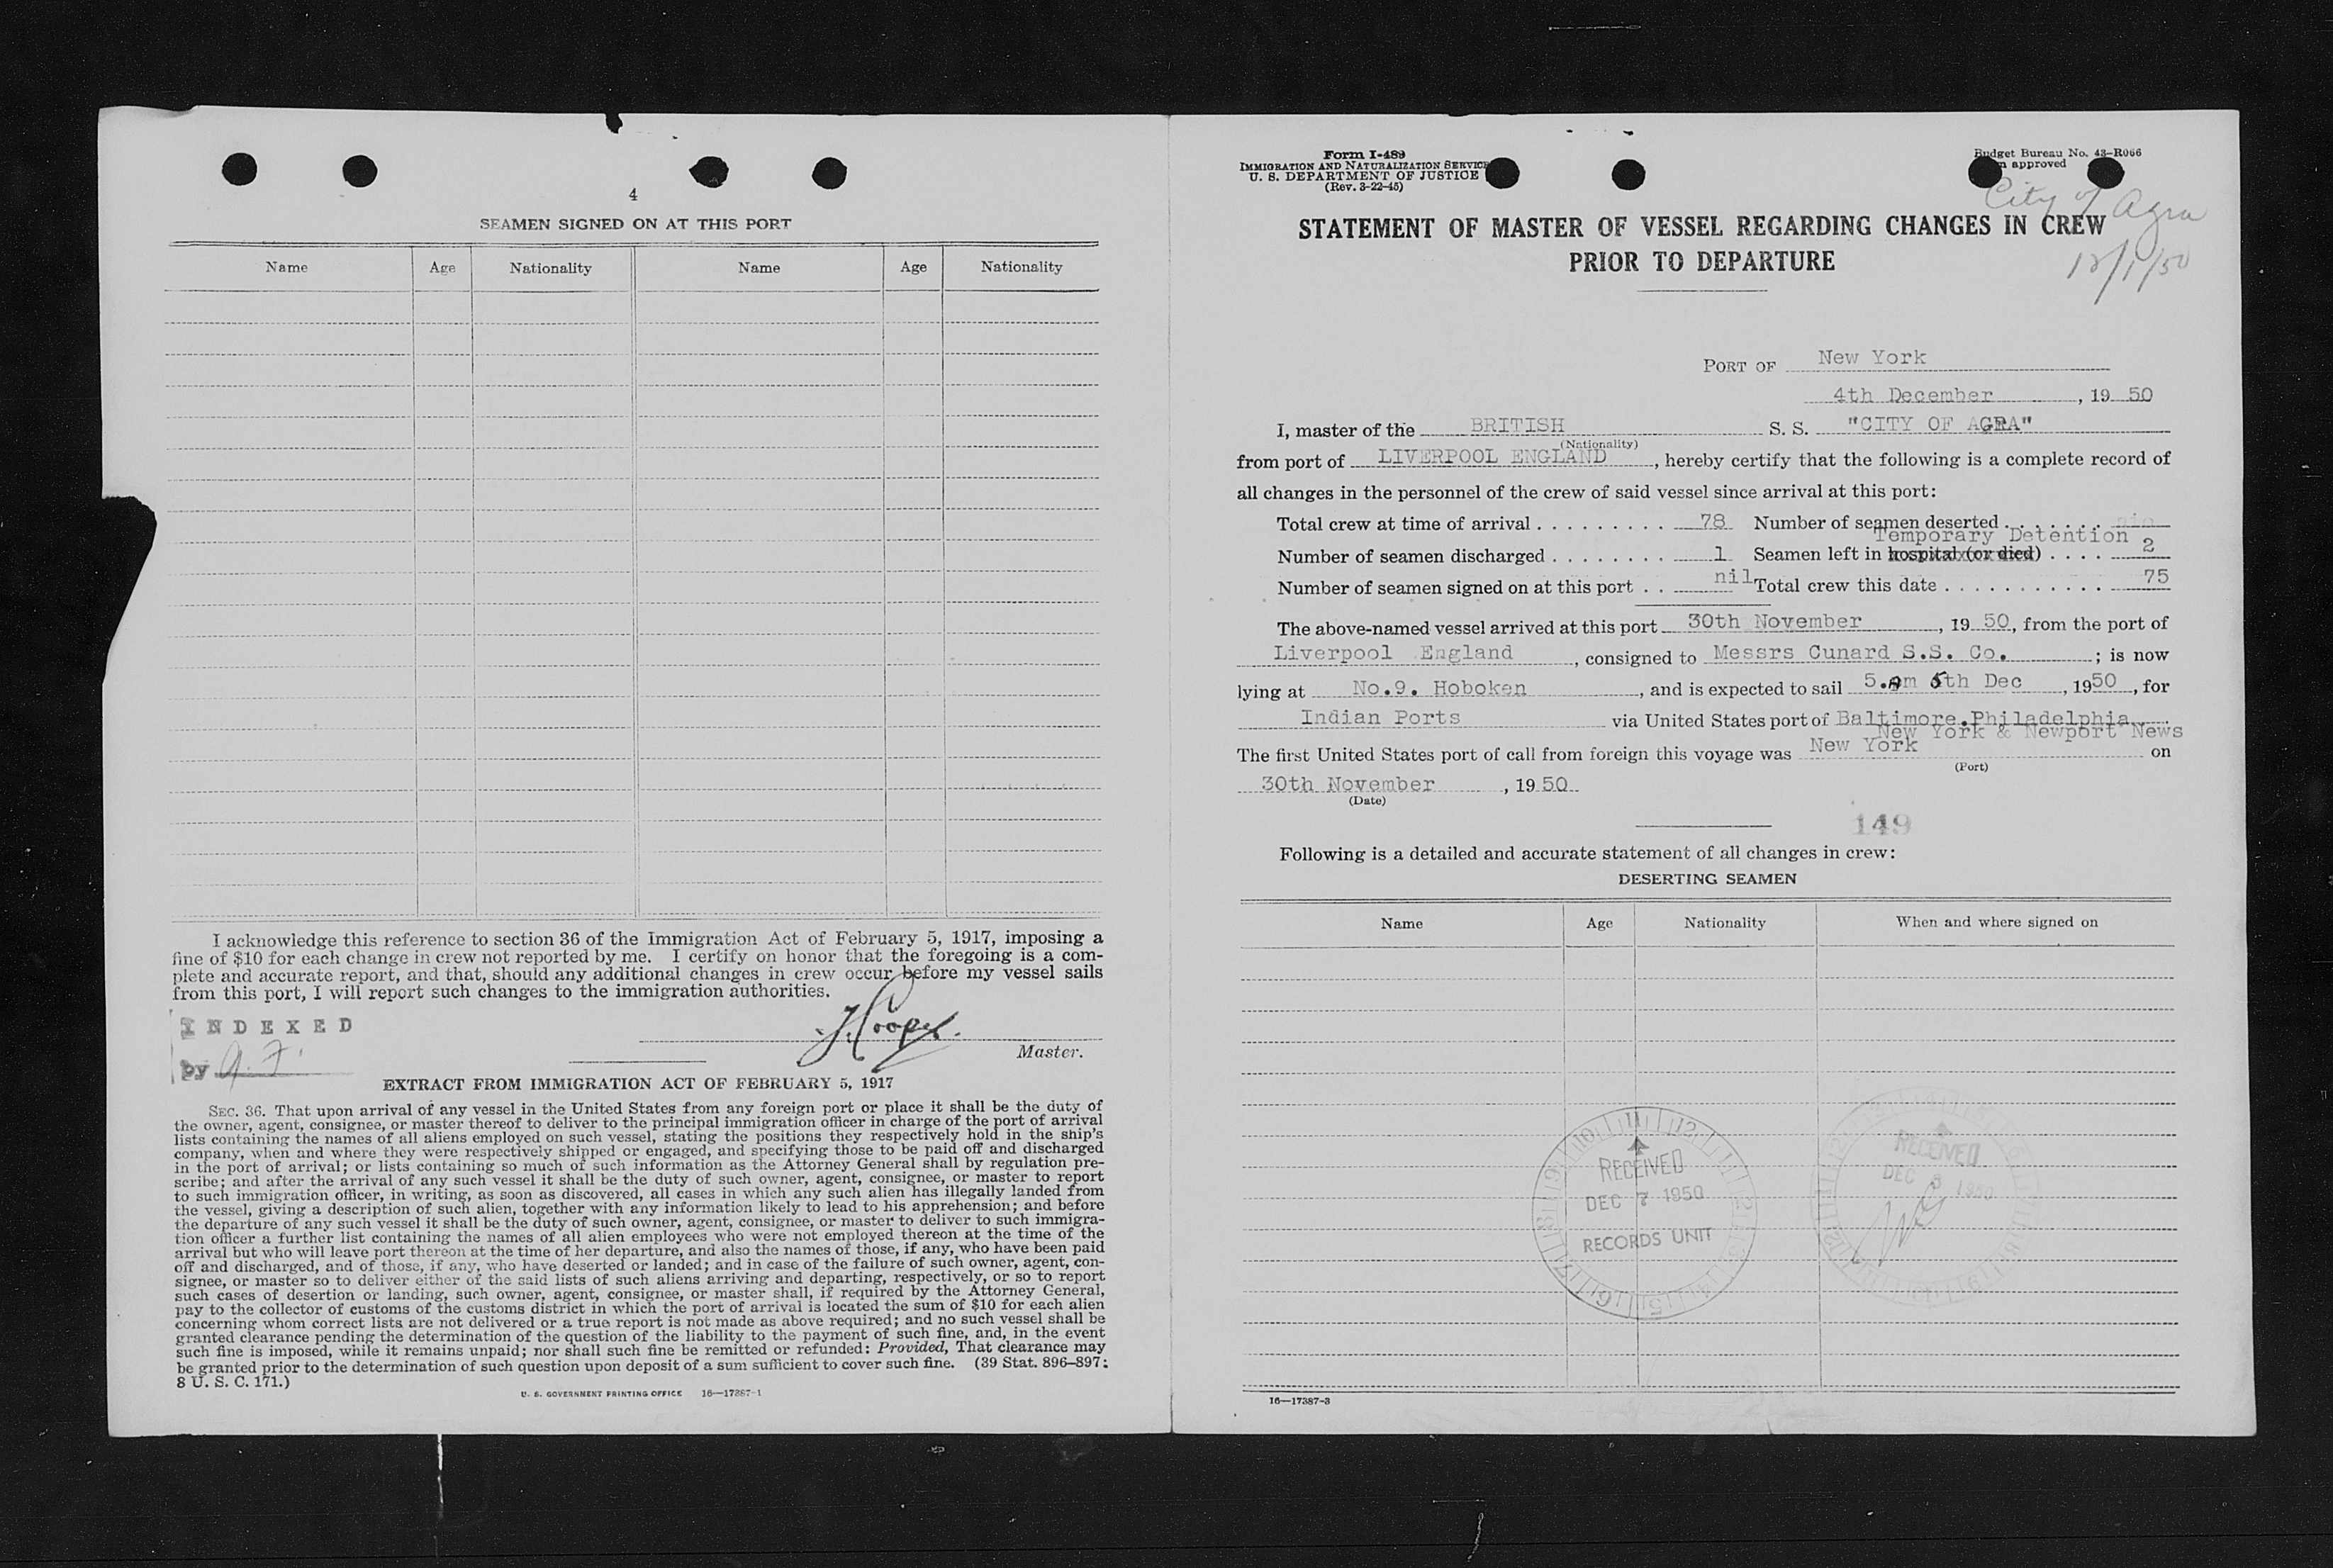 4
SEAMEN SIGNED ON AT THIS PORT
Name Age Nationality Name Age Nationality
I acknowledge this reference to section 36 of the Immigration Act of February 5, 1917, imposing a
fine of $10 for each change in crew not reported by me. I certify on honor that the foregoing is a com-
plete and accurate report, and that, should any additional changes in crew occur before my vessel sails
from this port, I will report such changes to the immigration authorities.
INDEXED
J. Cooper.
Master.
by a. F.
EXTRACT FROM IMMIGRATION ACT OF FEBRUARY 5, 1917
SEC. 36. That upon arrival of any vessel in the United States from any foreign port or place it shall be the duty of
the owner, agent, consignee, or master thereof to deliver to the principal immigration officer in charge of the port of arrival
lists containing the names of all aliens employed on such vessel, stating the positions they respectively hold in the ship's
company, when and where they were respectively shipped or engaged, and specifying those to be paid off and discharged
in the port of arrival; or lists containing so much of such information as the Attorney General shall by regulation pre-
scribe; and after the arrival of any such vessel it shall be the duty of such owner, agent, consignee, or master to report
to such immigration officer, in writing, as soon as discovered, all cases in which any such alien has illegally landed from
the vessel, giving a description of such alien, together with any information likely to lead to his apprehension; and before
the departure of any such vessel it shall be the duty of such owner, agent, consignee, or master to deliver to such immigra-
tion officer a further list containing the names of all alien employees who were not employed thereon at the time of the
arrival but who will leave port thereon at the time of her departure, and also the names of those, if any, who have been paid
off and discharged, and of those, if any, who have deserted or landed; and in case of the failure of such owner, agent, con-
signee, or master so to deliver either of the said lists of such aliens arriving and departing, respectively, or so to report
such cases of desertion or landing, such owner, agent, consignee, or master shall, if required by the Attorney General,
pay to the collector of customs of the customs district in which the port of arrival is located the sum of $10 for each alien
concerning whom correct lists are not delivered or a true report is not made as above required; and no such vessel shall be
granted clearance pending the determination of the question of the liability to the payment of such fine, and, in the event
such fine is imposed, while it remains unpaid; nor shall such fine be remitted or refunded: Provided, That clearance may
be granted prior to the determination of such question upon deposit of a sum sufficient to cover such fine. (39 Stat. 896–897;
8 U. S. C. 171.)
U. S. GOVERNMENT PRINTING OFFICE 16—17387-1
Form I-489
IMMIGRATION AND NATURALIZATION SERVICE
U. S. DEPARTMENT OF JUSTICE
(Rev. 3-22-45)
Budget Bureau No. 43-R066
approved
City of Agra
12/1/50
STATEMENT OF MASTER OF VESSEL REGARDING CHANGES IN CREW
PRIOR TO DEPARTURE
PORT OF New York
4th December, 19 50
I, master of the BRITISH S. S. "CITY OF AGRA"
(Nationality)
from port of LIVERPOOL ENGLAND, hereby certify that the following is a complete record of
all changes in the personnel of the crew of said vessel since arrival at this port:
Total crew at time of arrival . . . . . . . . . 78 Number of seamen deserted . . . . . . .
Temporary Detention
Number of seamen discharged . . . . . . . . 1 Seamen left in hospital (or died) . . . . 2
Number of seamen signed on at this port . . nil Total crew this date . . . . . . . . . . . 75
The above-named vessel arrived at this port 30th November, 19 50, from the port of
Liverpool England, consigned to Messrs Cunard S.S. Co. ; is now
lying at No.9. Hoboken, and is expected to sail 5.am 5th Dec, 1950, for
Indian Ports via United States port of Baltimore.Philadelphia.
New York & Newport News
The first United States port of call from foreign this voyage was New York on
(Port)
30th November, 19 50
(Date)
149
Following is a detailed and accurate statement of all changes in crew:
DESERTING SEAMEN
Name Age Nationality When and where signed on
RECEIVED
DEC 7 1950
RECORDS UNIT
RECEIVED
DEC 1950
16—17387-3